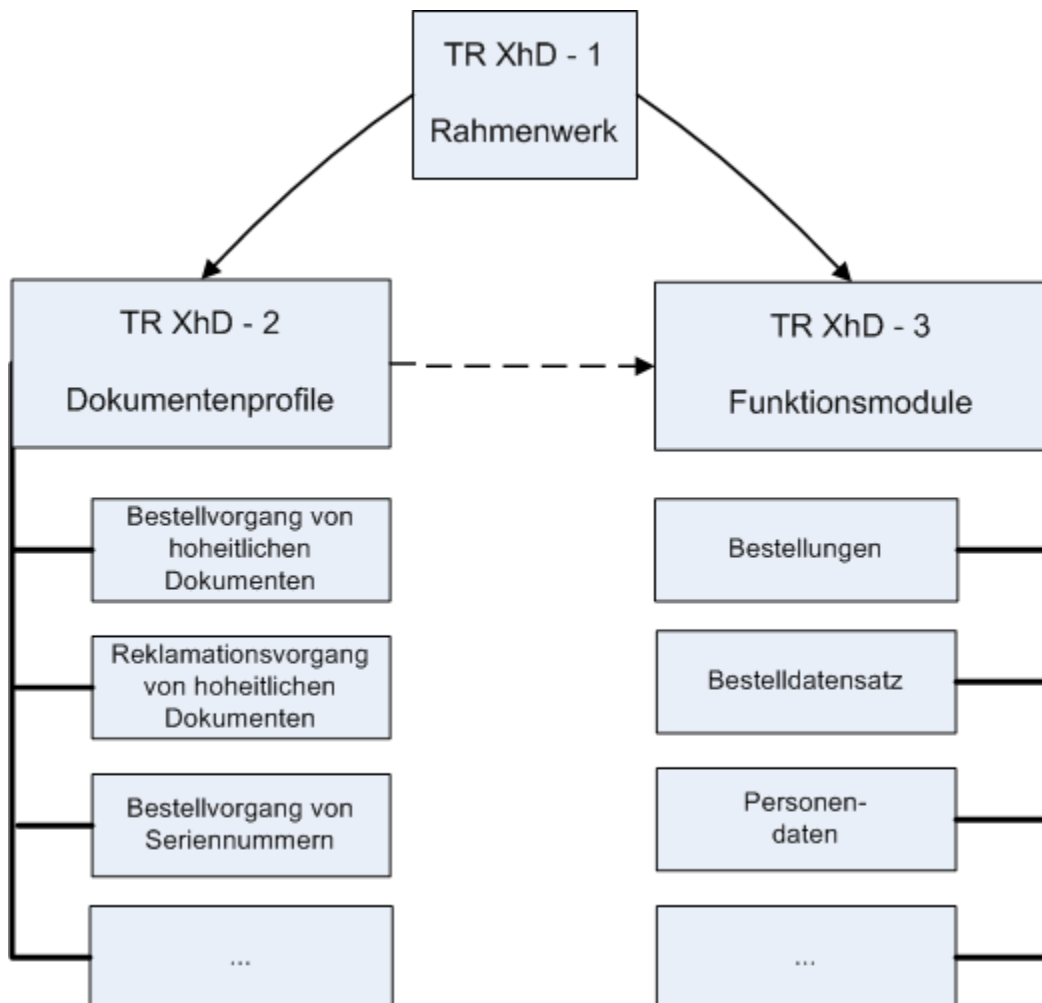 TR XhD - 1
Rahmenwerk
TR XhD - 2
Dokumentenprofile
TR XhD - 3
Funktionsmodule
Bestellvorgang von
hoheitlichen
Dokumenten
Reklamationsvorgang
von hoheitlichen
Dokumenten
Bestellvorgang von
Seriennummern
...
Bestellungen
Bestelldatensatz
Personen-
daten
...